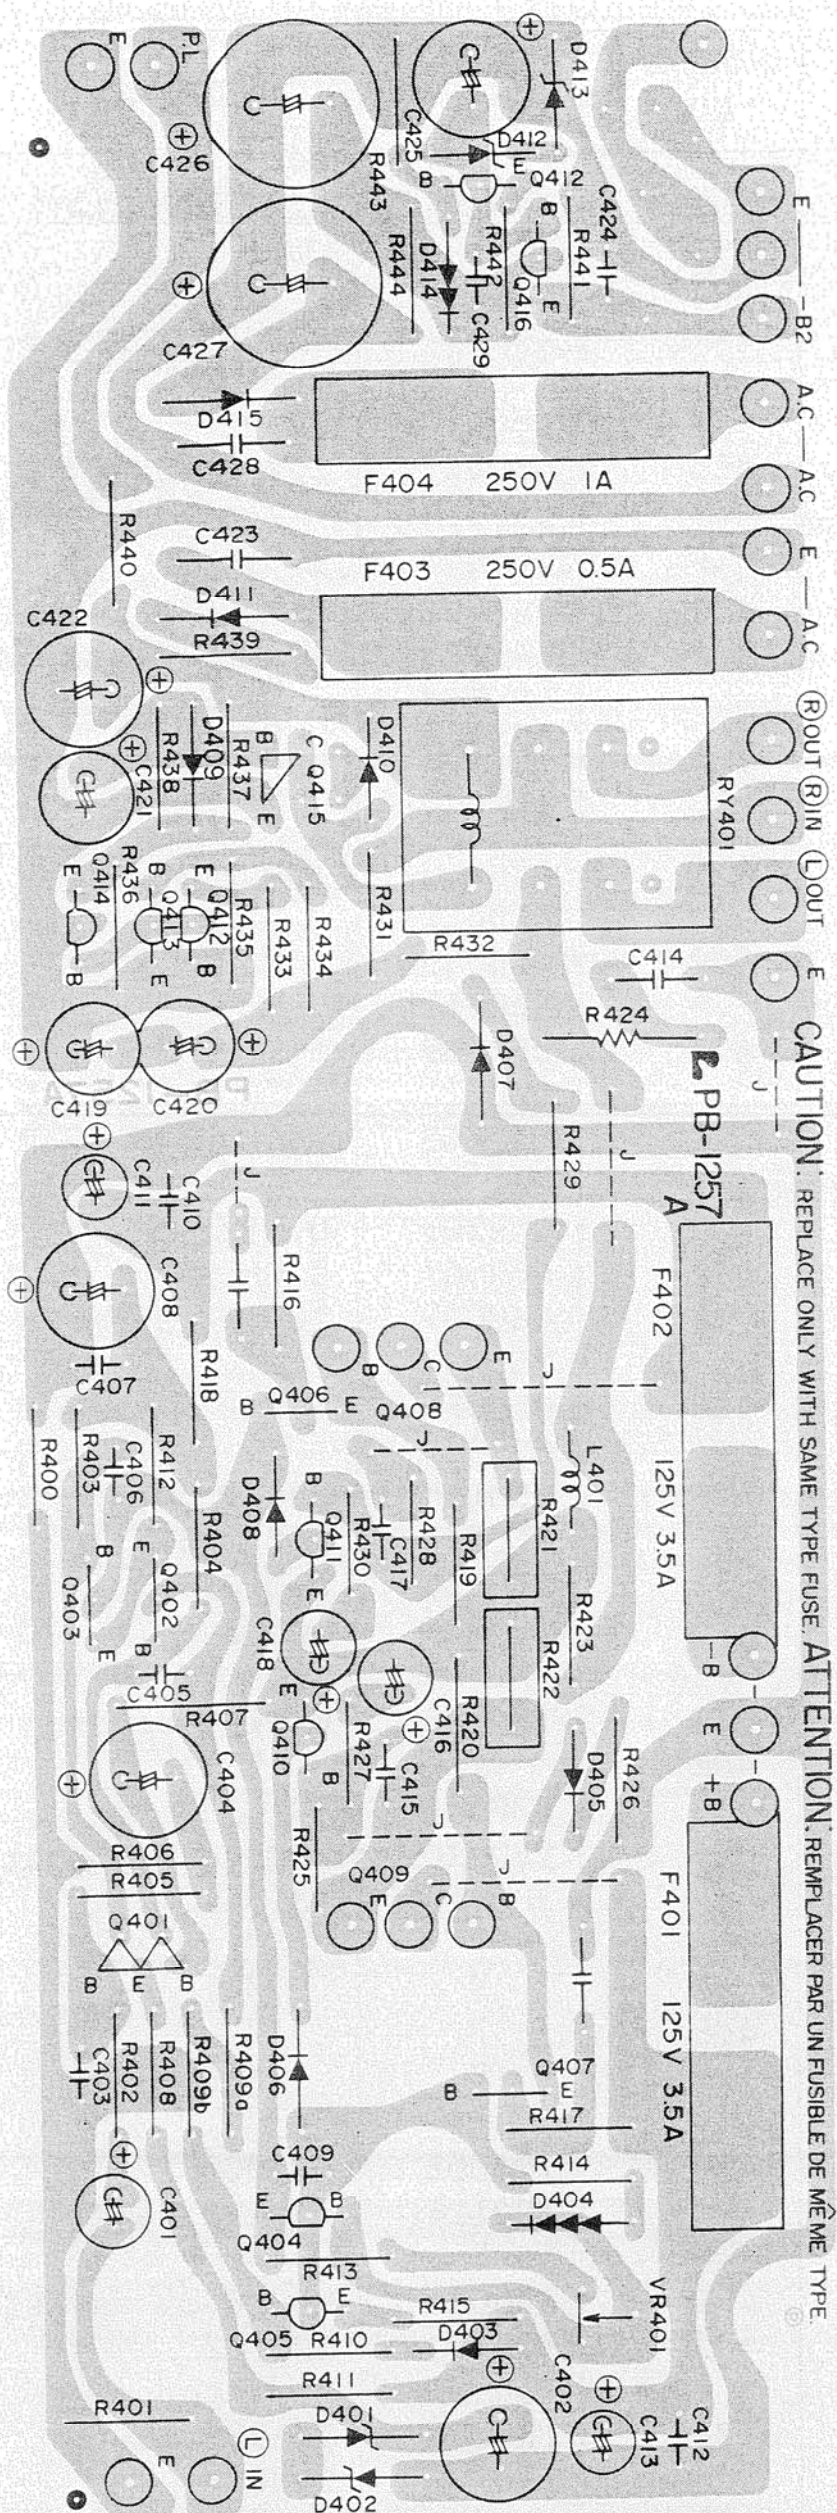 E
P.L
D413
C425
D412
E
B
Q412
C426
R443
C424
B
R441
E
R442
Q416
D414
C429
R444
C427
E
-B2
D415
C428
F404 250V 1A
A.C
A.C
R440
C423
F403 250V 0.5A
E
A.C
D411
R439
C422
C421
R438
D409
R437
B
C
E
Q415
D410
RY401
R OUT
R IN
L OUT
E
E
Q414
B
R436
B
Q413
E
E
Q412
B
R435
R433
R434
R431
R432
C414
R424
D407
C419
C420
J
PB-1257
A
CAUTION: REPLACE ONLY WITH SAME TYPE FUSE. ATTENTION: REMPLACER PAR UN FUSIBLE DE MÊME TYPE.
C411
C410
J
R429
J
R416
C408
C407
R418
B
C
E
J
B
Q406
E
Q408
J
F402 125V 3.5A
R400
R403
C406
R412
R404
D408
B
Q411
E
R430
C417
R428
R419
R421
L401
B
Q403
E
E
Q402
B
C405
R407
C418
E
Q410
B
R427
C416
C415
R420
R422
R423
D405
R426
-B
E
+B
C404
R406
R405
R425
J
Q409
J
E
C
B
F401 125V 3.5A
Q401
B
E
B
C403
R402
R408
R409b
R409a
D406
Q407
B
E
R417
C401
C409
E
B
Q404
R414
D404
R413
B
E
Q405
R410
R415
D403
VR401
R411
C402
C413
C412
R401
D401
D402
E
L IN